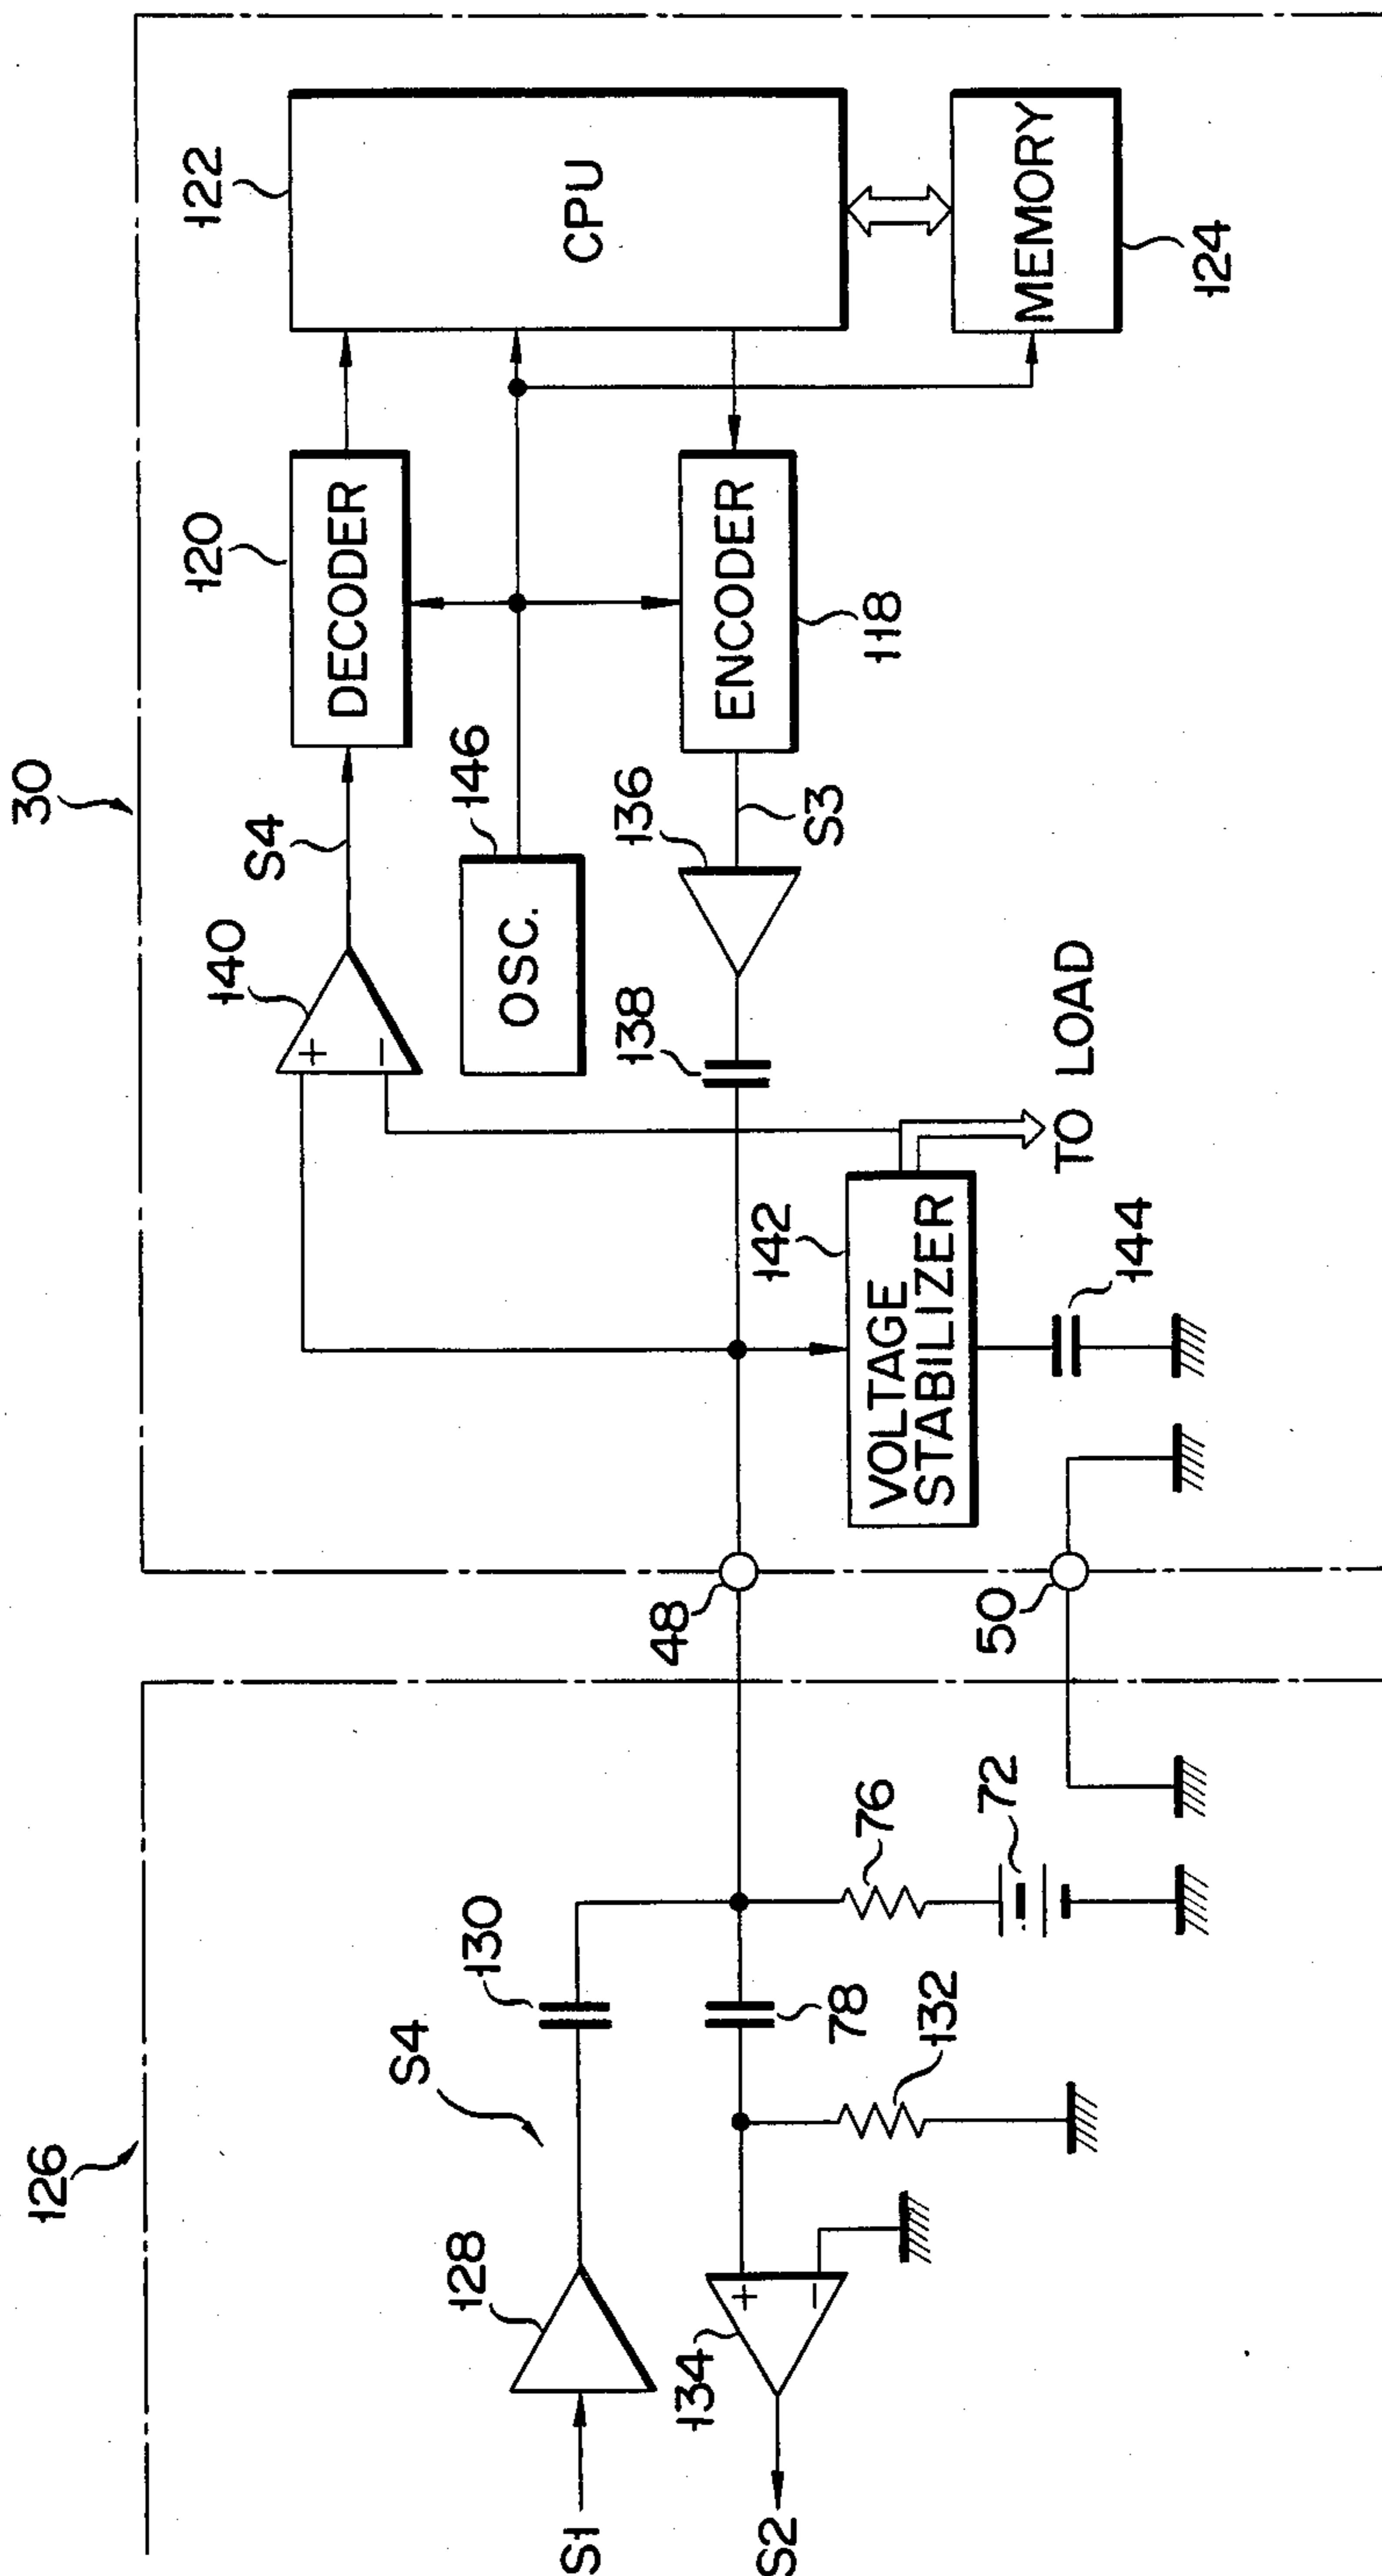 30
126
122
120
S4
140
CPU
DECODER
146
OSC.
+
−
130
S4
128
S1
136
138
ENCODER
118
S3
MEMORY
124
142
VOLTAGE
STABILIZER
TO LOAD
144
48
50
76
72
78
132
134
+
−
S2